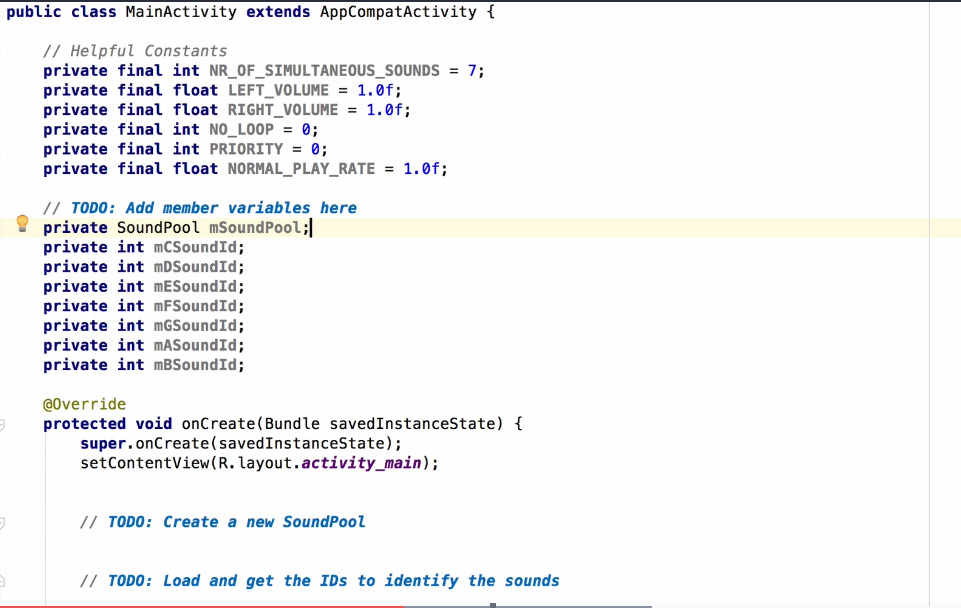 public class MainActivity extends AppCompatActivity {
// Helpful Constants
private final int NR_OF_SIMULTANEOUS_SOUNDS = 7;
private final float LEFT_VOLUME = 1.0f;
private final float RIGHT_VOLUME = 1.0f;
private final int NO_LOOP = 0;
private final int PRIORITY = 0;
private final float NORMAL_PLAY_RATE = 1.0f;
// TODO: Add member variables here
private SoundPool mSoundPool;
private int mCSoundId;
private int mDSoundId;
private int mESoundId;
private int mFSoundId;
private int mGSoundId;
private int mASoundId;
private int mBSoundId;
@Override
protected void onCreate(Bundle savedInstanceState) {
super.onCreate(savedInstanceState);
setContentView(R.layout.activity_main);
// TODO: Create a new SoundPool
// TODO: Load and get the IDs to identify the sounds